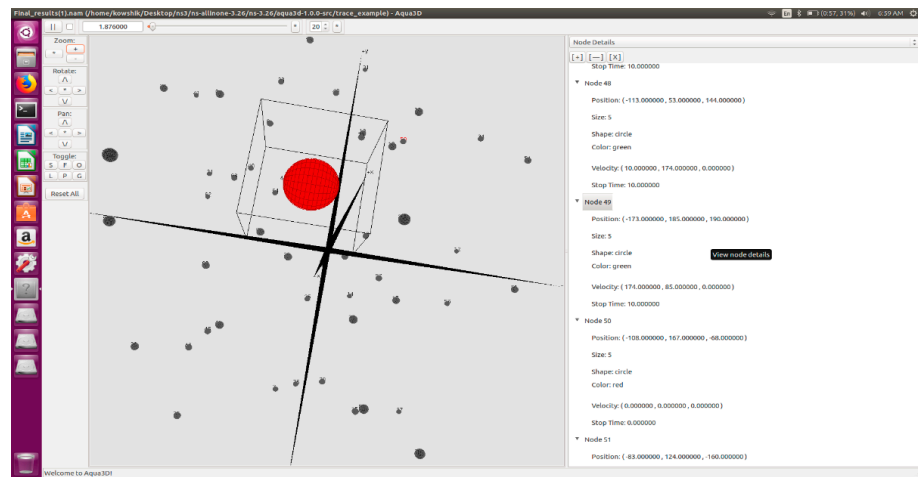 Final_results(1).nam (/home/kowshik/Desktop/ns3/ns-allinone-3.26/ns-3.26/aqua3d-1.0.0-src/trace_example) - Aqua3D
(0:57, 31%)
6:39 AM
1.876000
20
Zoom:
+
-
Rotate:
/\
< * >
\/
Pan:
/\
< * >
\/
Toggle:
S F O
L P G
Reset All
Node Details
[+] [—] [X]
Stop Time: 10.000000
Node 48
Position: (-113.000000 , 53.000000 , 144.000000)
Size: 5
Shape: circle
Color: green
Velocity: ( 10.000000 , 174.000000 , 0.000000)
Stop Time: 10.000000
Node 49
Position: (-173.000000 , 185.000000 , 190.000000)
Size: 5
Shape: circle
Color: green
View node details
Velocity: ( 174.000000 , 85.000000 , 0.000000)
Stop Time: 10.000000
Node 50
Position: (-108.000000 , 167.000000 , -68.000000)
Size: 5
Shape: circle
Color: red
Velocity: ( 0.000000 , 0.000000 , 0.000000)
Stop Time: 0.000000
Node 51
Position: (-83.000000 , 124.000000 , -160.000000)
Welcome to Aqua3D!